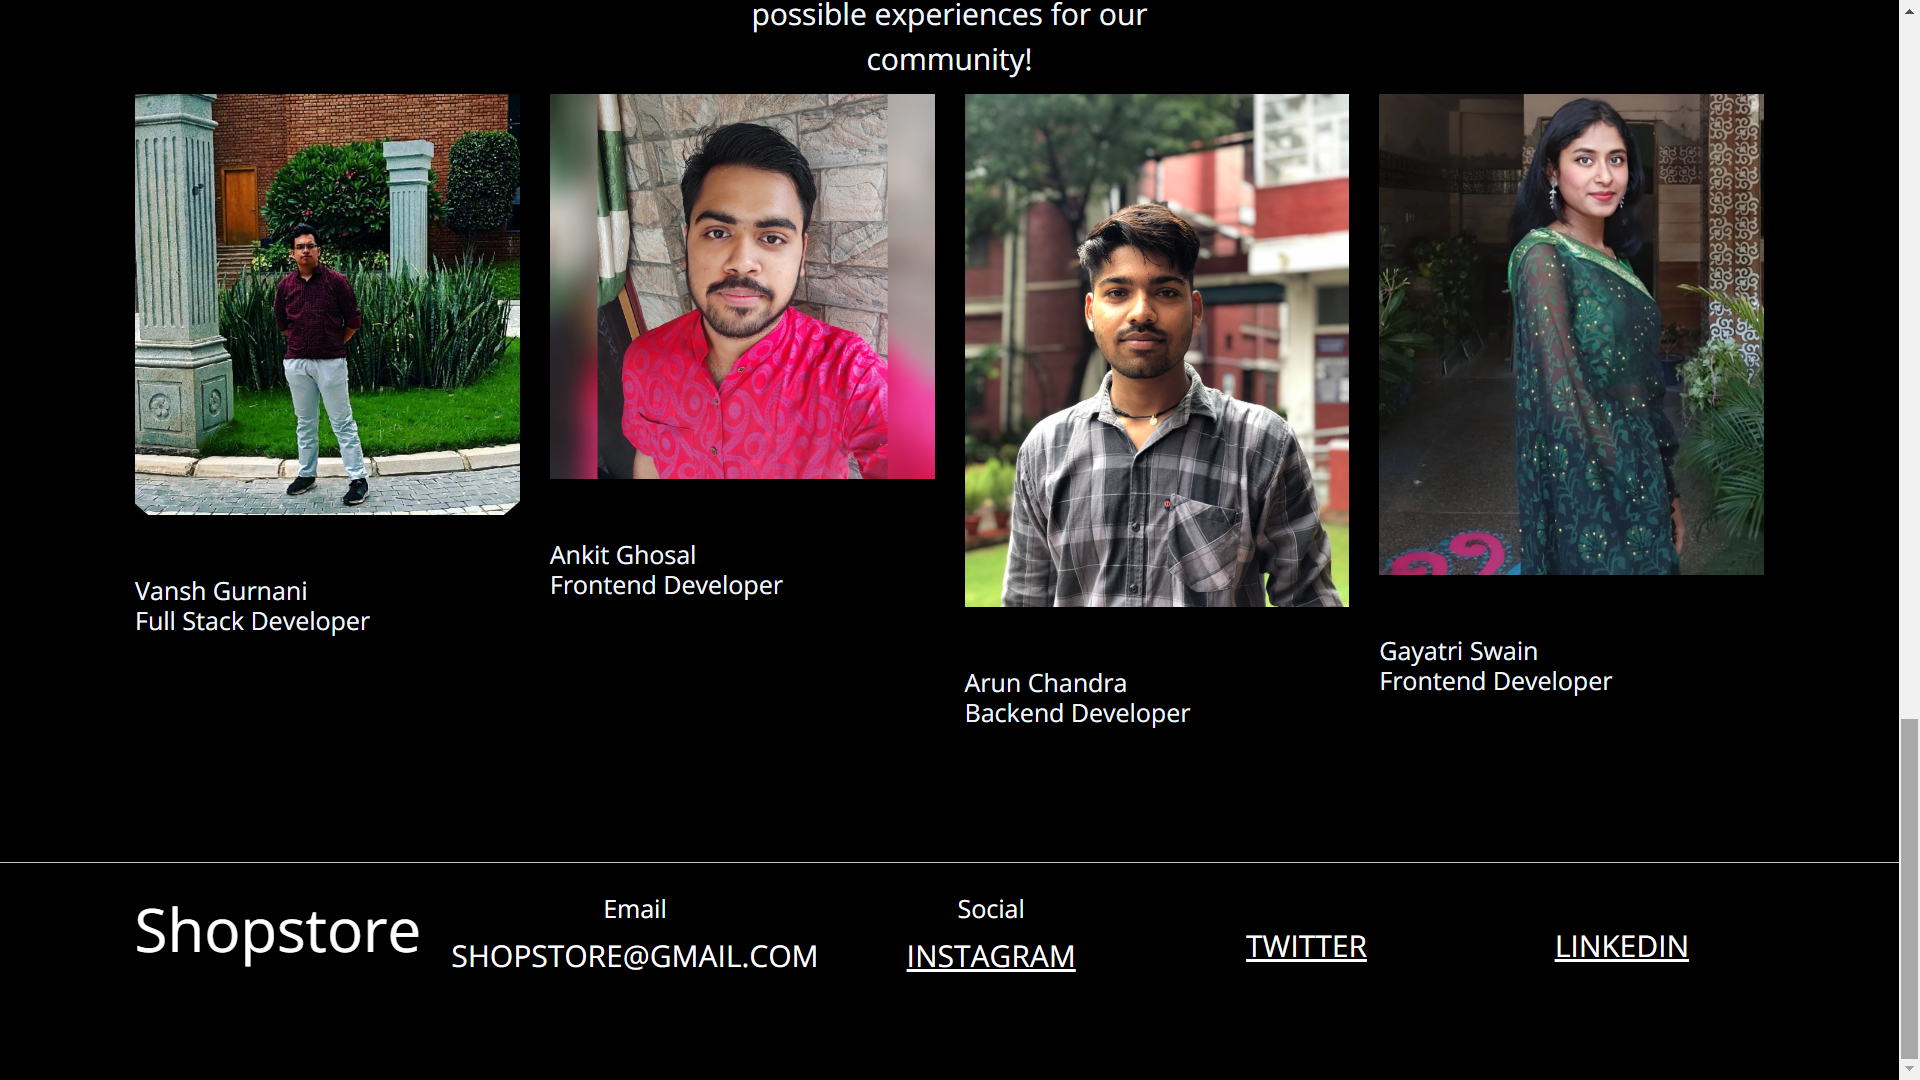 possible experiences for our
community!
Vansh Gurnani
Full Stack Developer
Ankit Ghosal
Frontend Developer
Arun Chandra
Backend Developer
Gayatri Swain
Frontend Developer
Shopstore
Email
SHOPSTORE@GMAIL.COM
Social
INSTAGRAM
TWITTER
LINKEDIN